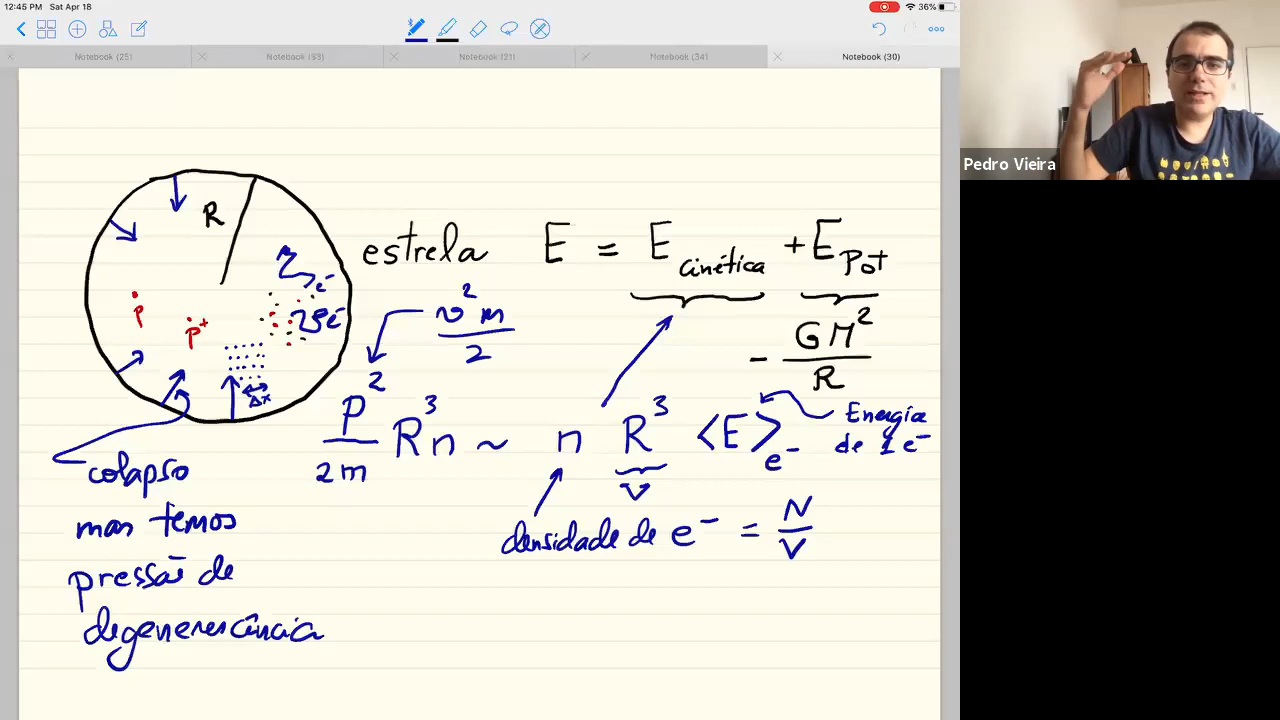 12:45 PM Sat Apr 18
36%
Notebook (25)
Notebook (93)
Notebook (21)
Notebook (34)
Notebook (30)
Pedro Vieira
R
e⁻
e⁻
p
p⁺
Δx
estrela E = E cinética + E Pot
v² m / 2
- GM² / R
P² / 2m R³ n ~ n R³ <E> e⁻
V
Energia
de 1 e⁻
densidade de e⁻ = N / V
colapso
mas temos
pressão de
degenerescência